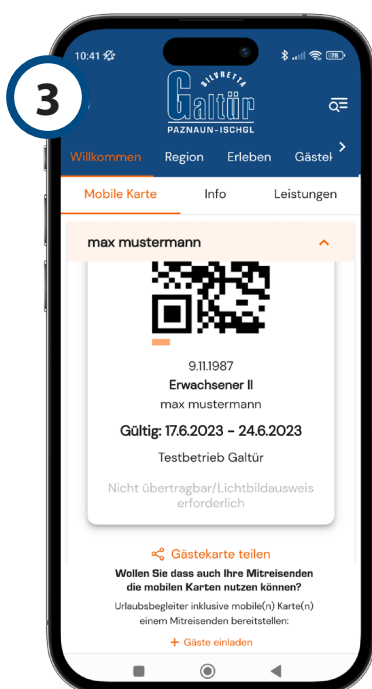 3
10:41
78
SILVRETTA
Galtür
PAZNAUN-ISCHGL
Willkommen Region Erleben Gästek
Mobile Karte Info Leistungen
max mustermann
9.11.1987
Erwachsener II
max mustermann
Gültig: 17.6.2023 - 24.6.2023
Testbetrieb Galtür
Nicht übertragbar/Lichtbildausweis
erforderlich
Gästekarte teilen
Wollen Sie dass auch Ihre Mitreisenden
die mobilen Karten nutzen können?
Urlaubsbegleiter inklusive mobile(n) Karte(n)
einem Mitreisenden bereitstellen:
+ Gäste einladen